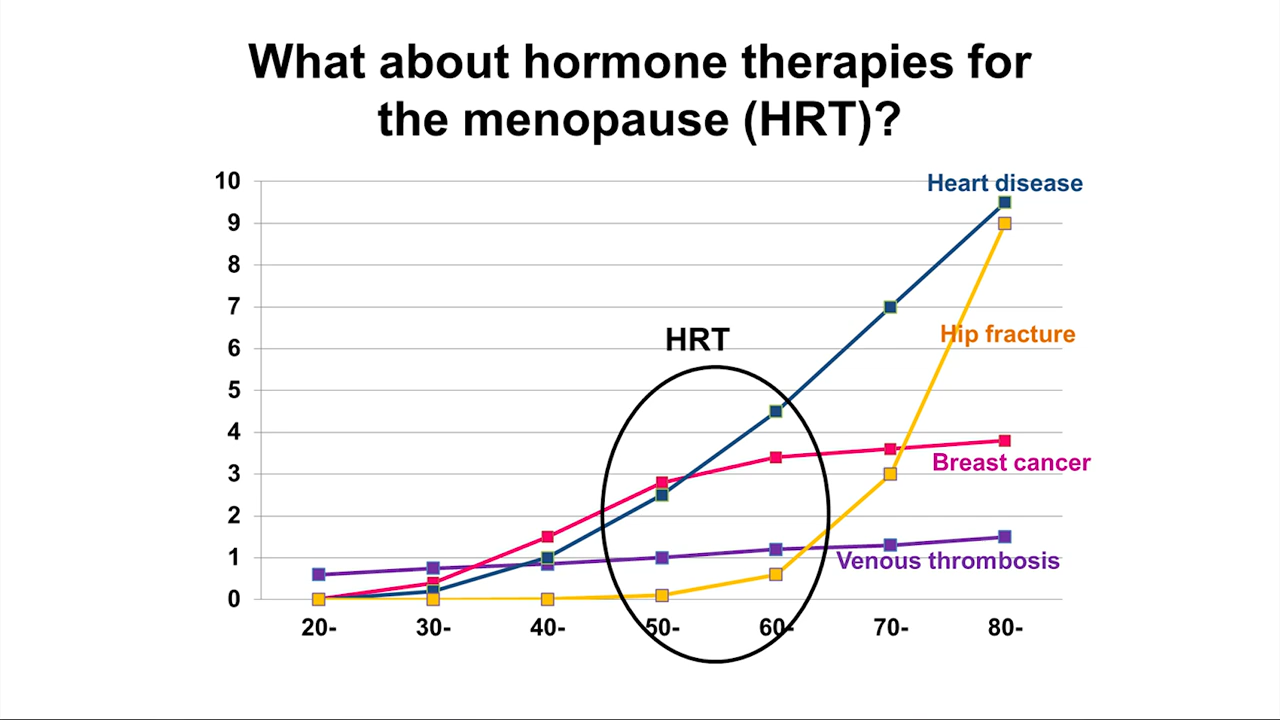 What about hormone therapies for
the menopause (HRT)?
10
Heart disease
9
8
7
HRT
6
Hip fracture
5
4
3
Breast cancer
2
1
Venous thrombosis
0
20-
30-
40-
50-
60-
70-
80-